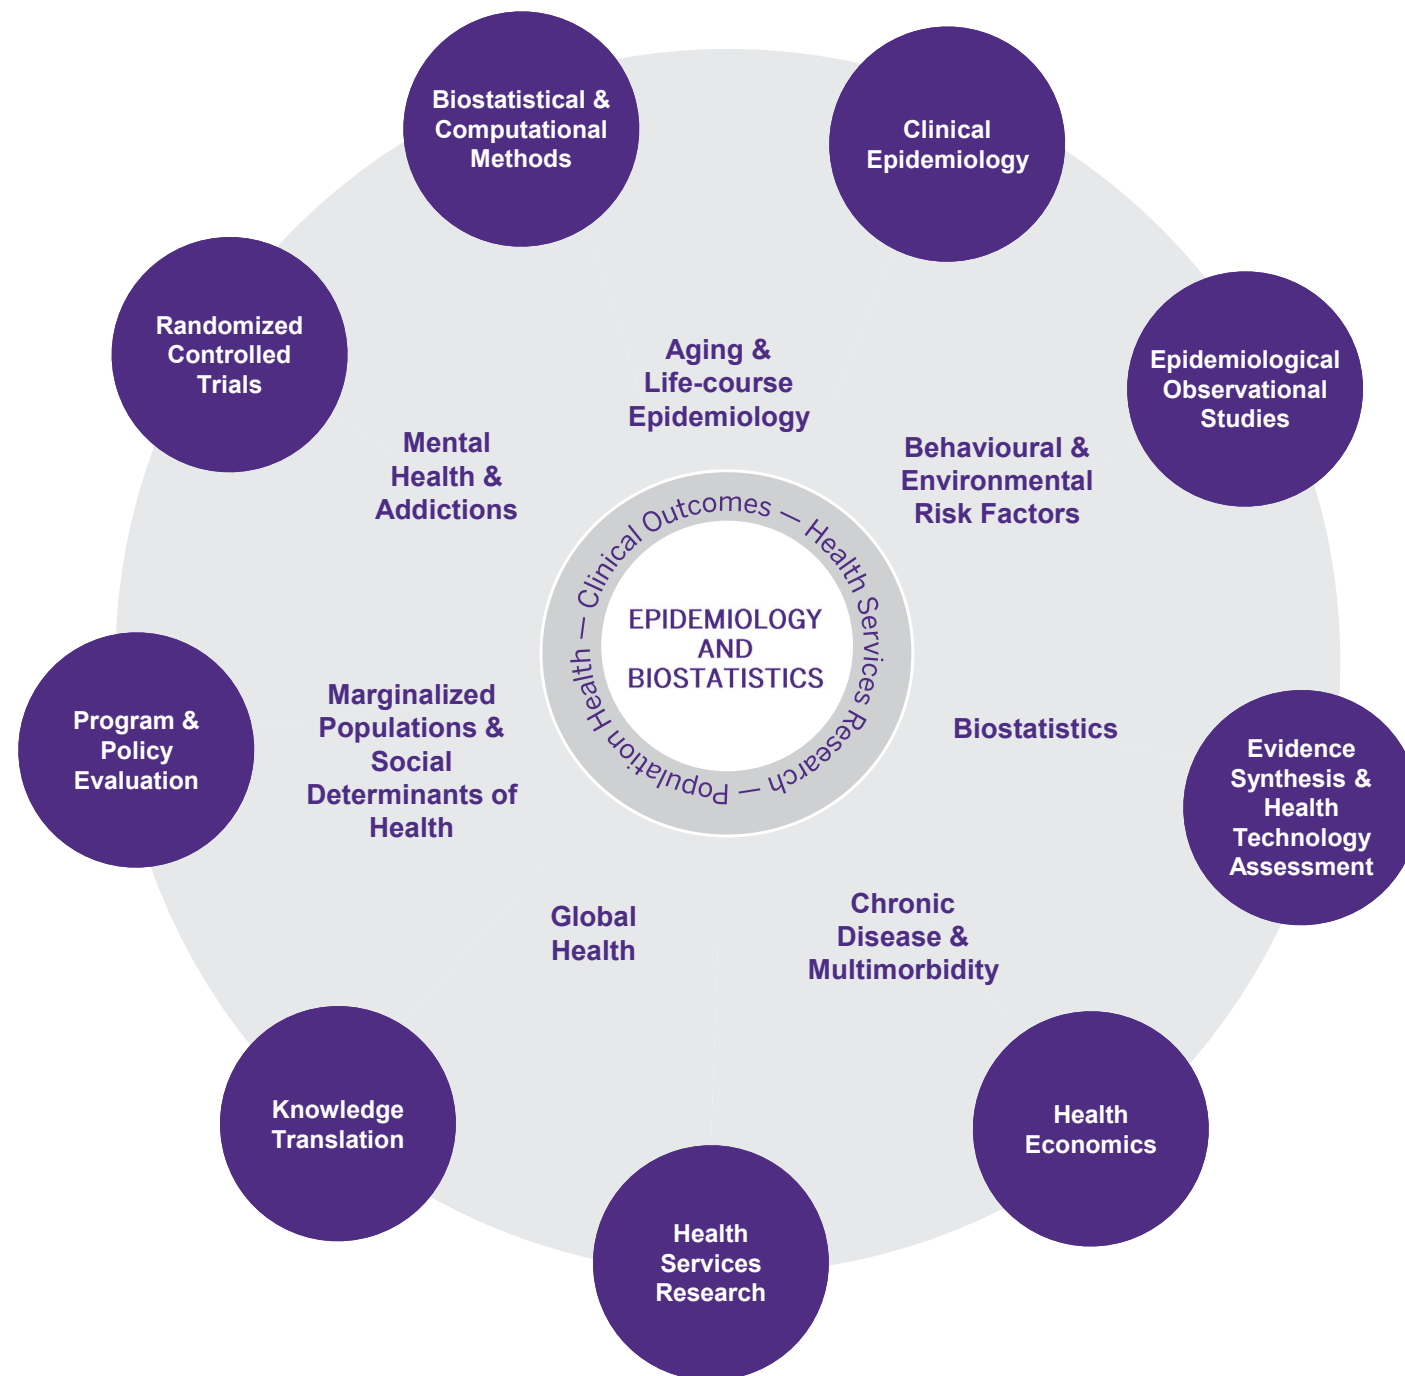 Biostatistical &
Computational
Methods
Clinical
Epidemiology
Randomized
Controlled
Trials
Epidemiological
Observational
Studies
Aging &
Life-course
Epidemiology
Mental
Health &
Addictions
Behavioural &
Environmental
Risk Factors
Clinical Outcomes — Health Services Research — Population Health —
EPIDEMIOLOGY
AND
BIOSTATISTICS
Program &
Policy
Evaluation
Marginalized
Populations &
Social
Determinants of
Health
Biostatistics
Evidence
Synthesis &
Health
Technology
Assessment
Global
Health
Chronic
Disease &
Multimorbidity
Knowledge
Translation
Health
Economics
Health
Services
Research